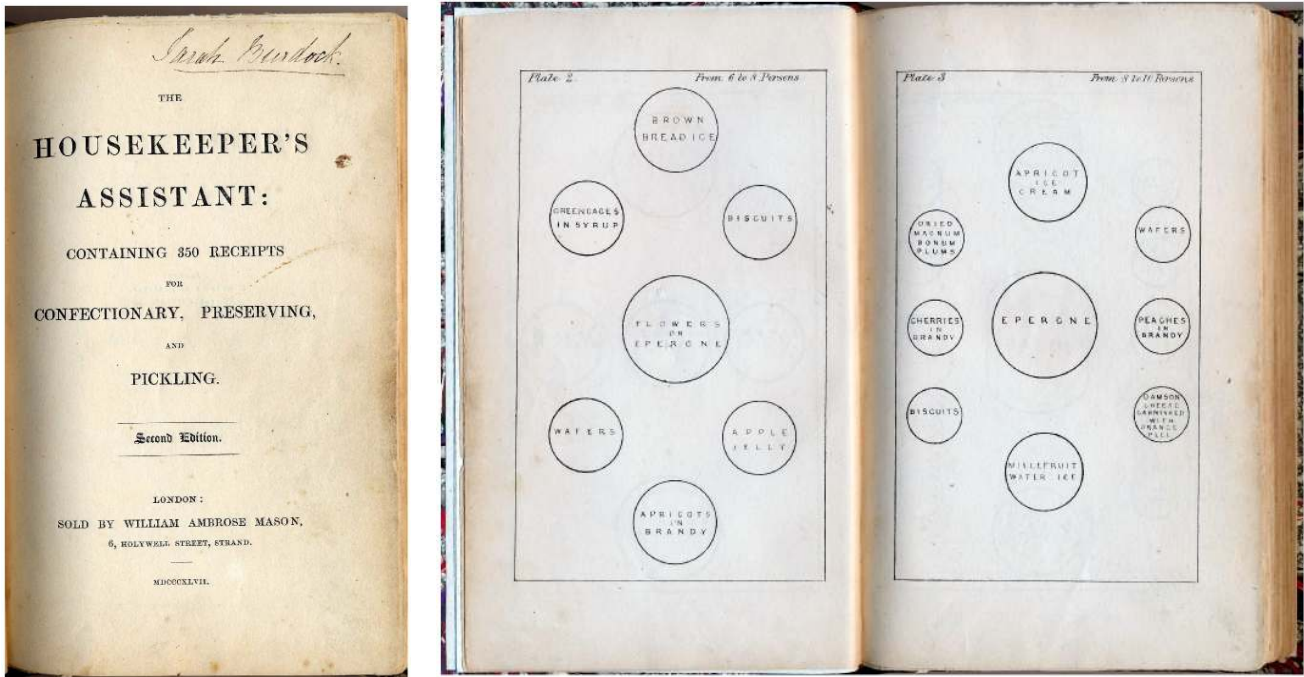 Sarah Burdock.
THE
HOUSEKEEPER'S
ASSISTANT:
CONTAINING 350 RECEIPTS
FOR
CONFECTIONARY, PRESERVING,
AND
PICKLING.
Second Edition.
LONDON:
SOLD BY WILLIAM AMBROSE MASON,
6, HOLYWELL STREET, STRAND.
MDCCCXLVII.
Plate 2. From 6 to 8 Persons
BROWN
BREAD ICE
GREENGAGES
IN SYRUP
BISCUITS
FLOWERS
OR
EPERGNE
WAFERS
APPLE
JELLY
APRICOTS
IN
BRANDY
Plate 3 From 8 to 10 Persons
APRICOT
ICE
CREAM
DRIED
MAGNUM
BONUM
PLUMS
WAFERS
CHERRIES
IN
BRANDY
EPERGNE
PEACHES
IN
BRANDY
BISCUITS
DAMSON
CHEESE
GARNISHED
WITH
ORANGE
PEEL
MILLEFRUIT
WATER ICE